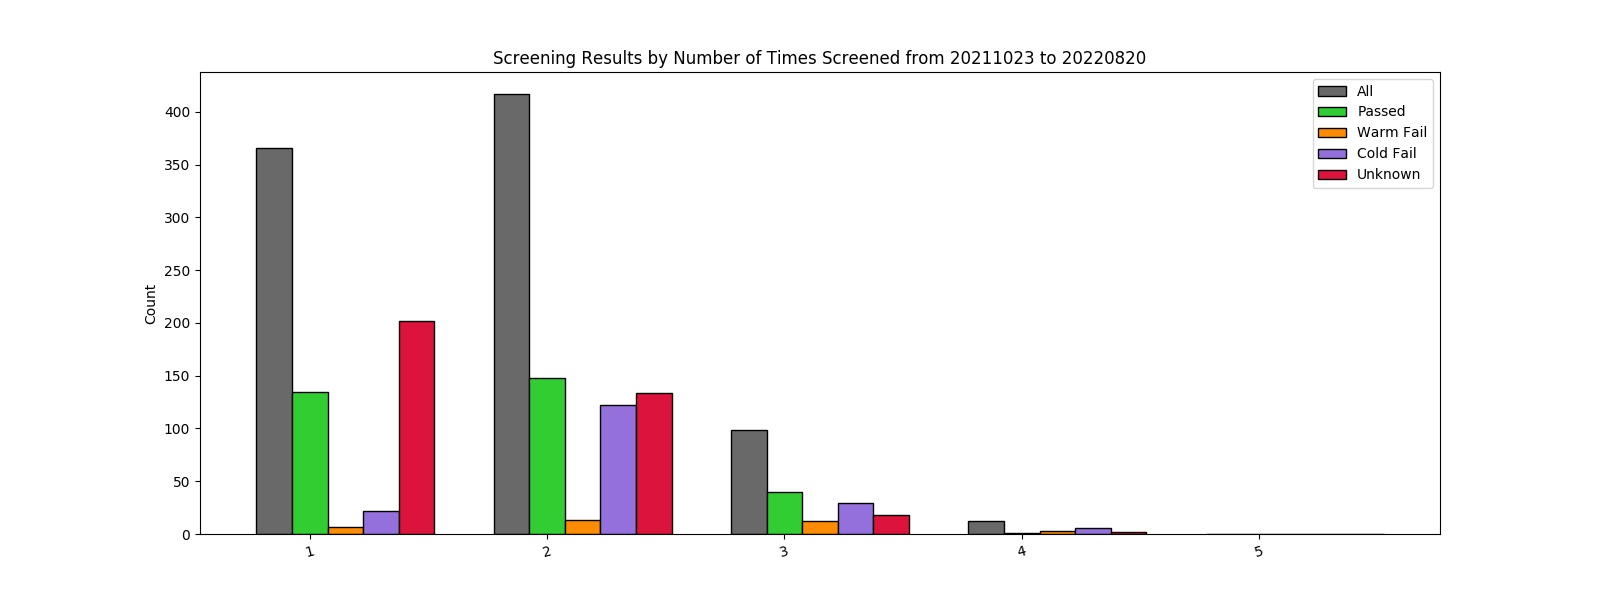 Screening Results by Number of Times Screened from 20211023 to 20220820
All
Passed
Warm Fail
Cold Fail
Unknown
Count
400
350
300
250
200
150
100
50
0
1
2
3
4
5